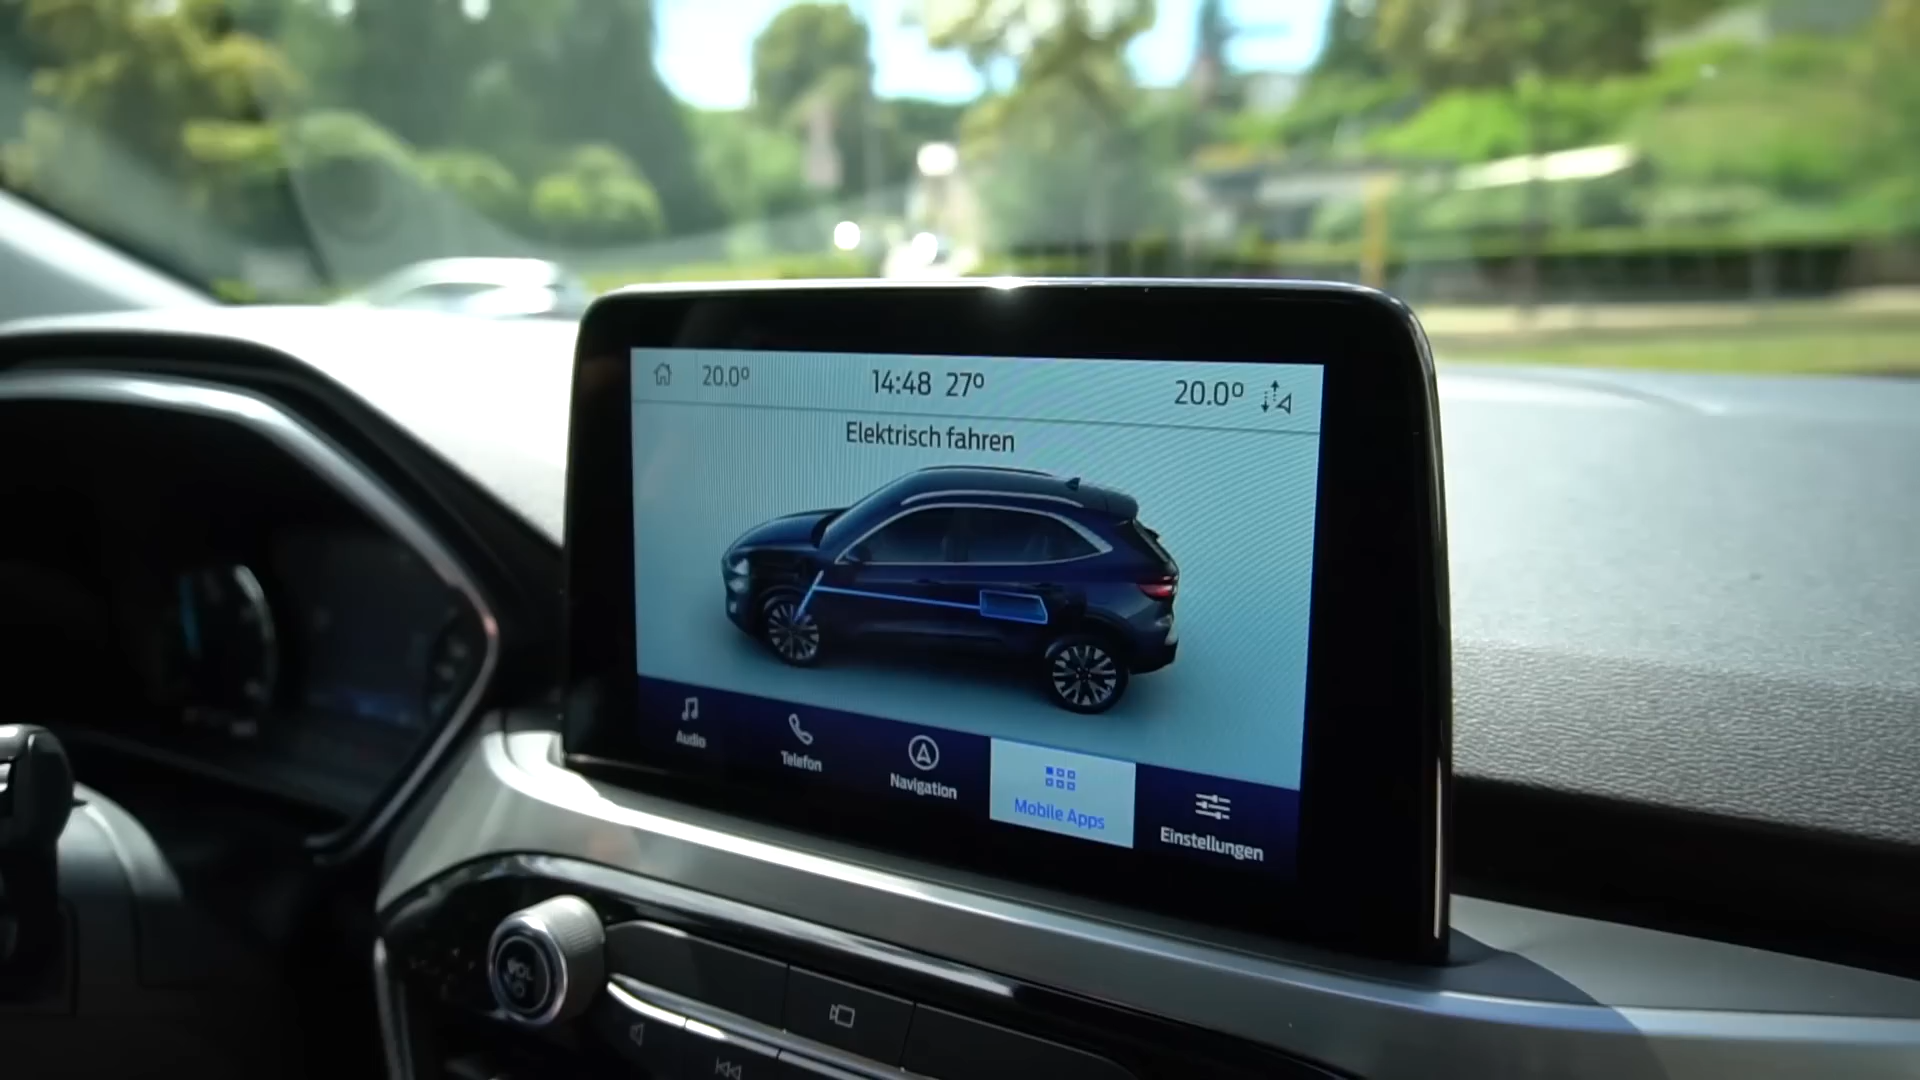 20.0º 14:48 27º 20.0º
Elektrisch fahren
Audio
Telefon
Navigation
Mobile Apps
Einstellungen
VOL